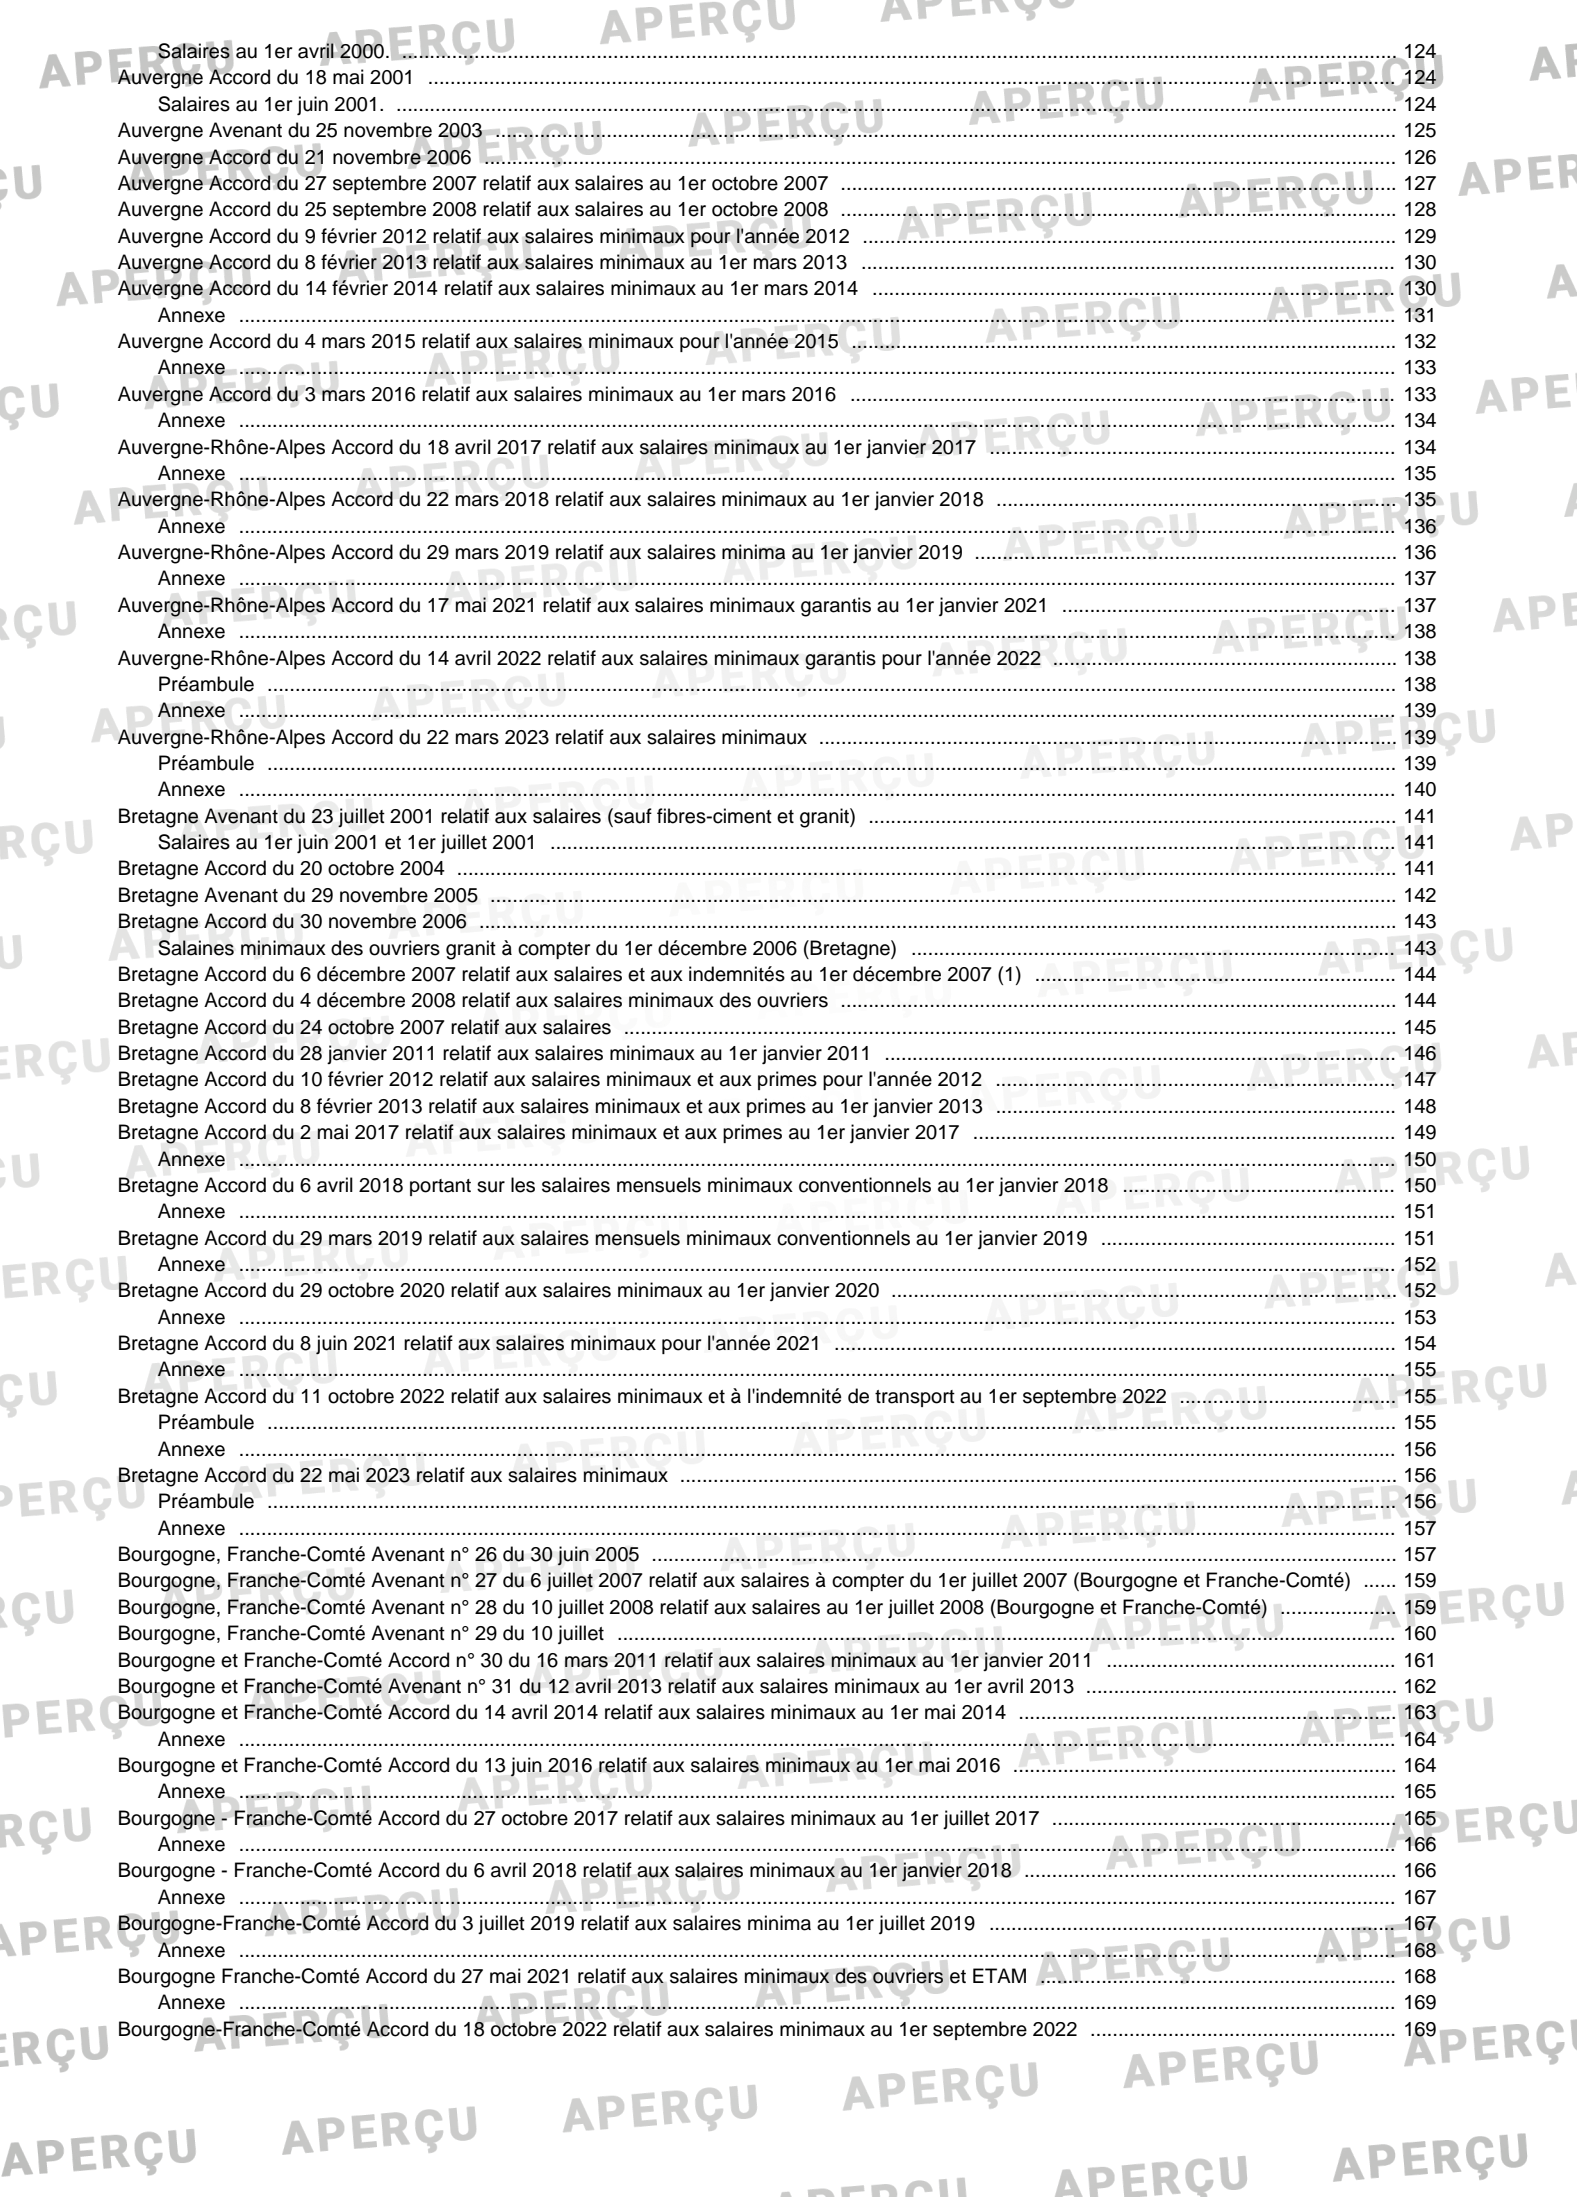 Salaires au 1er avril 2000. ... 124
Auvergne Accord du 18 mai 2001 ... 124
Salaires au 1er juin 2001. ... 124
Auvergne Avenant du 25 novembre 2003 ... 125
Auvergne Accord du 21 novembre 2006 ... 126
Auvergne Accord du 27 septembre 2007 relatif aux salaires au 1er octobre 2007 ... 127
Auvergne Accord du 25 septembre 2008 relatif aux salaires au 1er octobre 2008 ... 128
Auvergne Accord du 9 février 2012 relatif aux salaires minimaux pour l'année 2012 ... 129
Auvergne Accord du 8 février 2013 relatif aux salaires minimaux au 1er mars 2013 ... 130
Auvergne Accord du 14 février 2014 relatif aux salaires minimaux au 1er mars 2014 ... 130
Annexe ... 131
Auvergne Accord du 4 mars 2015 relatif aux salaires minimaux pour l'année 2015 ... 132
Annexe ... 133
Auvergne Accord du 3 mars 2016 relatif aux salaires minimaux au 1er mars 2016 ... 133
Annexe ... 134
Auvergne-Rhône-Alpes Accord du 18 avril 2017 relatif aux salaires minimaux au 1er janvier 2017 ... 134
Annexe ... 135
Auvergne-Rhône-Alpes Accord du 22 mars 2018 relatif aux salaires minimaux au 1er janvier 2018 ... 135
Annexe ... 136
Auvergne-Rhône-Alpes Accord du 29 mars 2019 relatif aux salaires minima au 1er janvier 2019 ... 136
Annexe ... 137
Auvergne-Rhône-Alpes Accord du 17 mai 2021 relatif aux salaires minimaux garantis au 1er janvier 2021 ... 137
Annexe ... 138
Auvergne-Rhône-Alpes Accord du 14 avril 2022 relatif aux salaires minimaux garantis pour l'année 2022 ... 138
Préambule ... 138
Annexe ... 139
Auvergne-Rhône-Alpes Accord du 22 mars 2023 relatif aux salaires minimaux ... 139
Préambule ... 139
Annexe ... 140
Bretagne Avenant du 23 juillet 2001 relatif aux salaires (sauf fibres-ciment et granit) ... 141
Salaires au 1er juin 2001 et 1er juillet 2001 ... 141
Bretagne Accord du 20 octobre 2004 ... 141
Bretagne Avenant du 29 novembre 2005 ... 142
Bretagne Accord du 30 novembre 2006 ... 143
Salaines minimaux des ouvriers granit à compter du 1er décembre 2006 (Bretagne) ... 143
Bretagne Accord du 6 décembre 2007 relatif aux salaires et aux indemnités au 1er décembre 2007 (1) ... 144
Bretagne Accord du 4 décembre 2008 relatif aux salaires minimaux des ouvriers ... 144
Bretagne Accord du 24 octobre 2007 relatif aux salaires ... 145
Bretagne Accord du 28 janvier 2011 relatif aux salaires minimaux au 1er janvier 2011 ... 146
Bretagne Accord du 10 février 2012 relatif aux salaires minimaux et aux primes pour l'année 2012 ... 147
Bretagne Accord du 8 février 2013 relatif aux salaires minimaux et aux primes au 1er janvier 2013 ... 148
Bretagne Accord du 2 mai 2017 relatif aux salaires minimaux et aux primes au 1er janvier 2017 ... 149
Annexe ... 150
Bretagne Accord du 6 avril 2018 portant sur les salaires mensuels minimaux conventionnels au 1er janvier 2018 ... 150
Annexe ... 151
Bretagne Accord du 29 mars 2019 relatif aux salaires mensuels minimaux conventionnels au 1er janvier 2019 ... 151
Annexe ... 152
Bretagne Accord du 29 octobre 2020 relatif aux salaires minimaux au 1er janvier 2020 ... 152
Annexe ... 153
Bretagne Accord du 8 juin 2021 relatif aux salaires minimaux pour l'année 2021 ... 154
Annexe ... 155
Bretagne Accord du 11 octobre 2022 relatif aux salaires minimaux et à l'indemnité de transport au 1er septembre 2022 ... 155
Préambule ... 155
Annexe ... 156
Bretagne Accord du 22 mai 2023 relatif aux salaires minimaux ... 156
Préambule ... 156
Annexe ... 157
Bourgogne, Franche-Comté Avenant n° 26 du 30 juin 2005 ... 157
Bourgogne, Franche-Comté Avenant n° 27 du 6 juillet 2007 relatif aux salaires à compter du 1er juillet 2007 (Bourgogne et Franche-Comté) ... 159
Bourgogne, Franche-Comté Avenant n° 28 du 10 juillet 2008 relatif aux salaires au 1er juillet 2008 (Bourgogne et Franche-Comté) ... 159
Bourgogne, Franche-Comté Avenant n° 29 du 10 juillet ... 160
Bourgogne et Franche-Comté Accord n° 30 du 16 mars 2011 relatif aux salaires minimaux au 1er janvier 2011 ... 161
Bourgogne et Franche-Comté Avenant n° 31 du 12 avril 2013 relatif aux salaires minimaux au 1er avril 2013 ... 162
Bourgogne et Franche-Comté Accord du 14 avril 2014 relatif aux salaires minimaux au 1er mai 2014 ... 163
Annexe ... 164
Bourgogne et Franche-Comté Accord du 13 juin 2016 relatif aux salaires minimaux au 1er mai 2016 ... 164
Annexe ... 165
Bourgogne - Franche-Comté Accord du 27 octobre 2017 relatif aux salaires minimaux au 1er juillet 2017 ... 165
Annexe ... 166
Bourgogne - Franche-Comté Accord du 6 avril 2018 relatif aux salaires minimaux au 1er janvier 2018 ... 166
Annexe ... 167
Bourgogne-Franche-Comté Accord du 3 juillet 2019 relatif aux salaires minima au 1er juillet 2019 ... 167
Annexe ... 168
Bourgogne Franche-Comté Accord du 27 mai 2021 relatif aux salaires minimaux des ouvriers et ETAM ... 168
Annexe ... 169
Bourgogne-Franche-Comté Accord du 18 octobre 2022 relatif aux salaires minimaux au 1er septembre 2022 ... 169
APERÇU